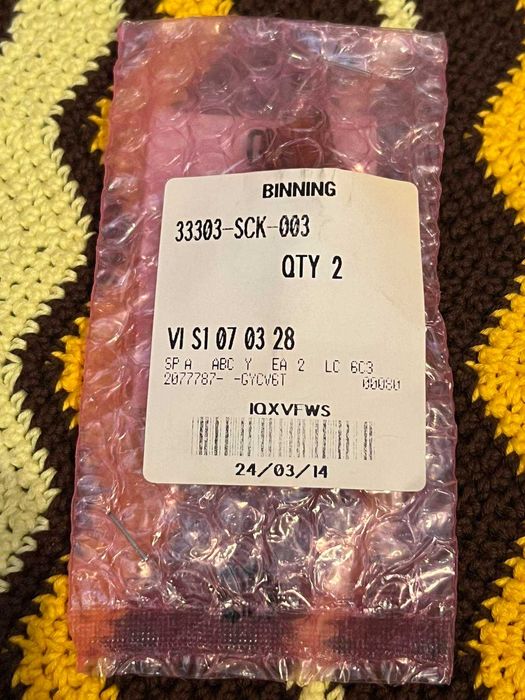 BINNING
33303-SCK-003
QTY 2
VI S1 07 03 28
SP A ABC Y EA 2 LC 6C3
2077787- -GYCV6T 00080
IQXVFWS
24/03/14